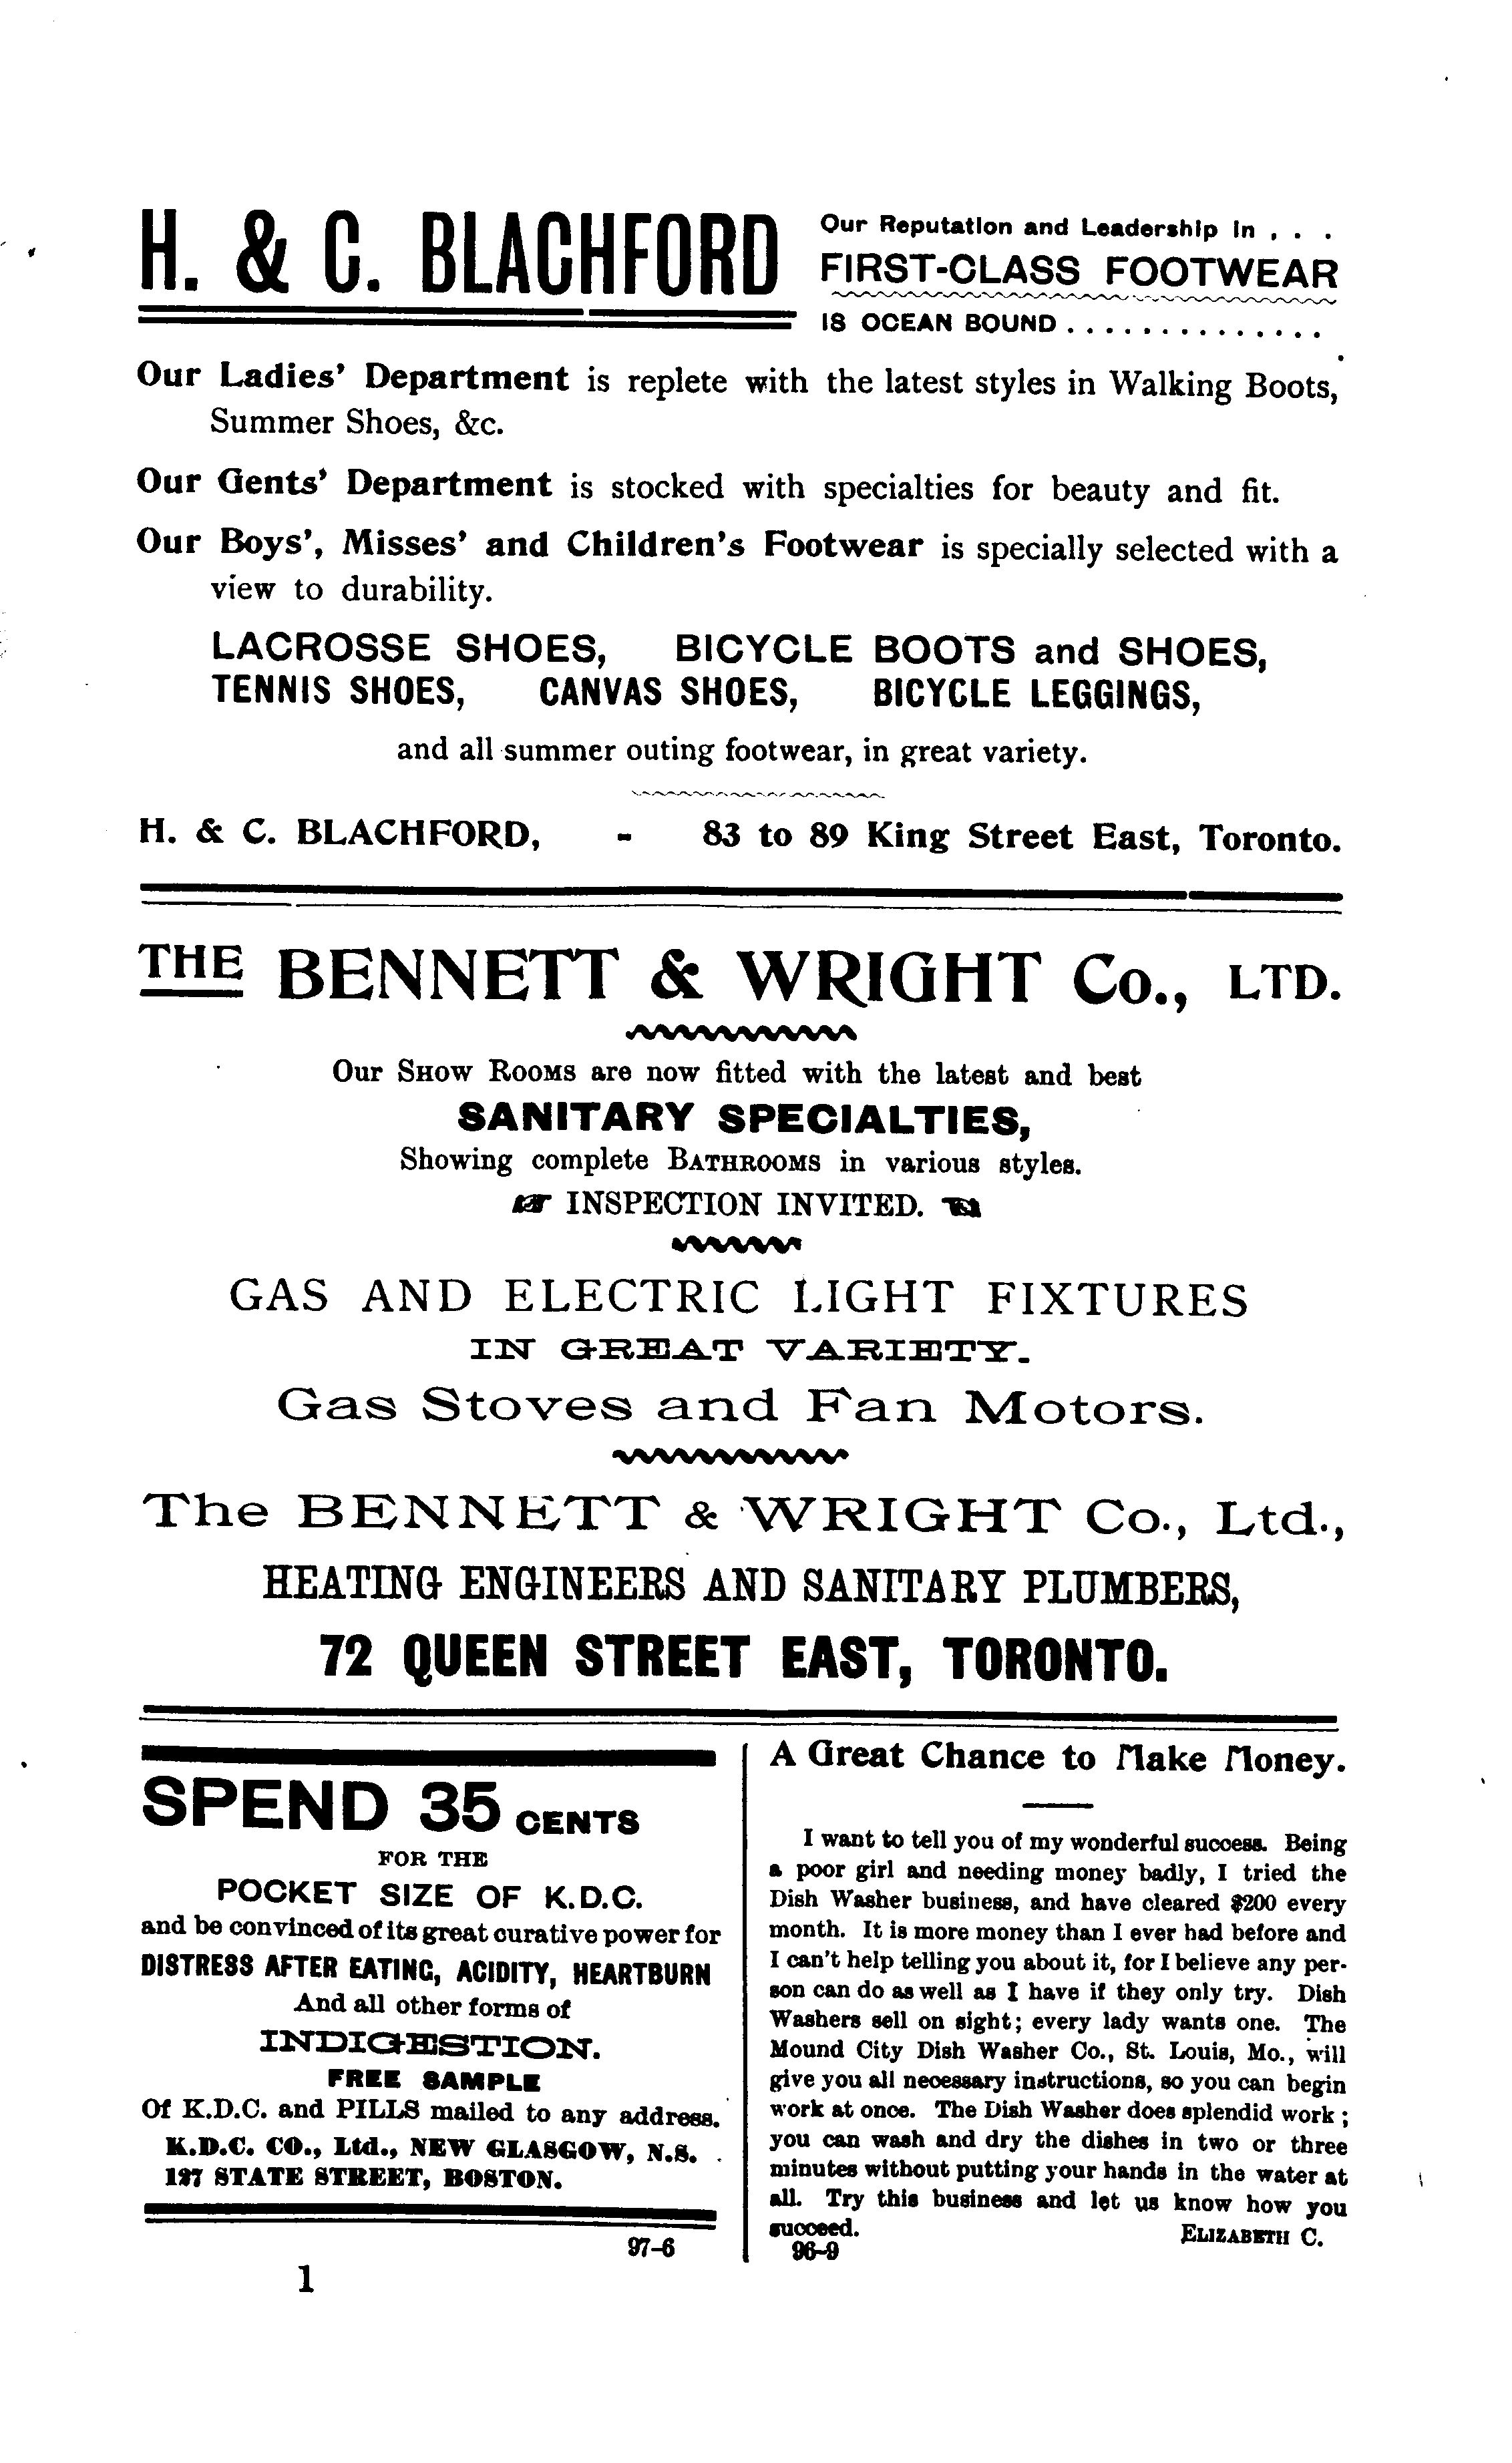 H. & C. BLACHFORD
Our Reputation and Leadership in . . .
FIRST-CLASS FOOTWEAR
IS OCEAN BOUND . . . . . . . . . . . . . .
Our Ladies' Department is replete with the latest styles in Walking Boots,
Summer Shoes, &c.
Our Gents' Department is stocked with specialties for beauty and fit.
Our Boys', Misses' and Children's Footwear is specially selected with a
view to durability.
LACROSSE SHOES, BICYCLE BOOTS and SHOES,
TENNIS SHOES, CANVAS SHOES, BICYCLE LEGGINGS,
and all summer outing footwear, in great variety.
H. & C. BLACHFORD, - 83 to 89 King Street East, Toronto.
THE BENNETT & WRIGHT Co., LTD.
Our Show Rooms are now fitted with the latest and best
SANITARY SPECIALTIES,
Showing complete Bathrooms in various styles.
☞ INSPECTION INVITED. ☜
GAS AND ELECTRIC LIGHT FIXTURES
IN GREAT VARIETY.
Gas Stoves and Fan Motors.
The BENNETT & WRIGHT Co., Ltd.,
HEATING ENGINEERS AND SANITARY PLUMBERS,
72 QUEEN STREET EAST, TORONTO.
SPEND 35 CENTS
FOR THE
POCKET SIZE OF K.D.C.
and be convinced of its great curative power for
DISTRESS AFTER EATING, ACIDITY, HEARTBURN
And all other forms of
INDIGESTION.
FREE SAMPLE
Of K.D.C. and PILLS mailed to any address.
K.D.C. CO., Ltd., NEW GLASGOW, N.S.
127 STATE STREET, BOSTON.
97-6
A Great Chance to Make Money.
I want to tell you of my wonderful success. Being
a poor girl and needing money badly, I tried the
Dish Washer business, and have cleared $200 every
month. It is more money than I ever had before and
I can't help telling you about it, for I believe any per-
son can do as well as I have if they only try. Dish
Washers sell on sight; every lady wants one. The
Mound City Dish Washer Co., St. Louis, Mo., will
give you all necessary instructions, so you can begin
work at once. The Dish Washer does splendid work ;
you can wash and dry the dishes in two or three
minutes without putting your hands in the water at
all. Try this business and let us know how you
succeed. ELIZABETH C.
96-9
1